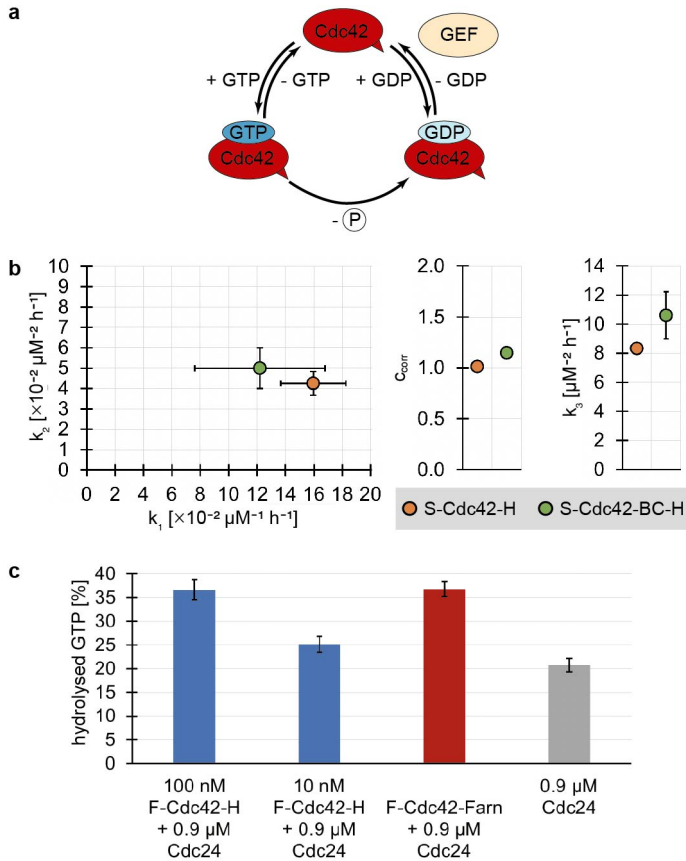 a
Cdc42
GEF
+ GTP
- GTP
+ GDP
- GDP
GTP
Cdc42
GDP
Cdc42
- P
b
10
9
8
7
6
5
4
3
2
1
0
k₂ [×10⁻² µM⁻² h⁻¹]
0 2 4 6 8 10 12 14 16 18 20
k₁ [×10⁻² µM⁻¹ h⁻¹]
2.0
1.5
1.0
0.5
0.0
c_corr
14
12
10
8
6
4
2
0
k₃ [µM⁻² h⁻¹]
S-Cdc42-H S-Cdc42-BC-H
c
40
35
30
25
20
15
10
5
0
hydrolysed GTP [%]
100 nM
F-Cdc42-H
+ 0.9 µM
Cdc24
10 nM
F-Cdc42-H
+ 0.9 µM
Cdc24
F-Cdc42-Farn
+ 0.9 µM
Cdc24
0.9 µM
Cdc24